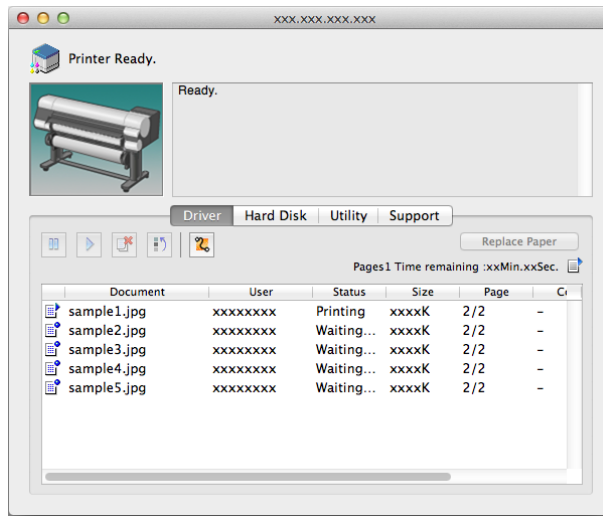 xxx.xxx.xxx.xxx
Printer Ready.
Ready.
Driver Hard Disk Utility Support
Replace Paper
Pages1 Time remaining :xxMin.xxSec.
Document User Status Size Page
sample1.jpg xxxxxxxx Printing xxxxK 2/2 –
sample2.jpg xxxxxxxx Waiting... xxxxK 2/2 –
sample3.jpg xxxxxxxx Waiting... xxxxK 2/2 –
sample4.jpg xxxxxxxx Waiting... xxxxK 2/2 –
sample5.jpg xxxxxxxx Waiting... xxxxK 2/2 –